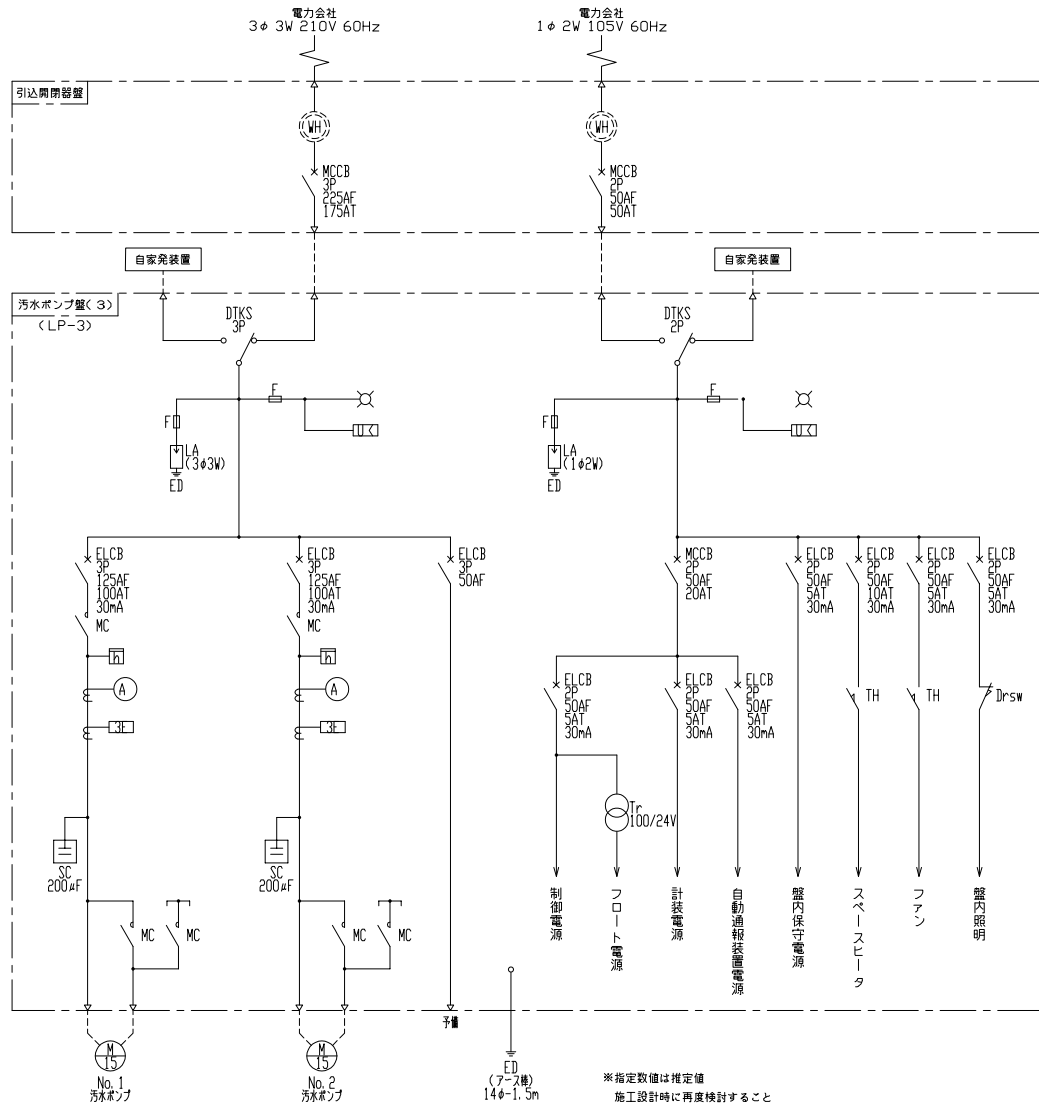 電力会社
3φ 3W 210V 60Hz
電力会社
1φ 2W 105V 60Hz
引込開閉器盤
WH
WH
MCCB
3P
225AF
175AT
MCCB
2P
50AF
50AT
自家発装置
自家発装置
汚水ポンプ盤(3)
(LP-3)
DTKS
3P
DTKS
2P
F
F
F
F
U<
U<
LA
(3φ3W)
ED
LA
(1φ2W)
ED
ELCB
3P
125AF
100AT
30mA
MC
ELCB
3P
125AF
100AT
30mA
MC
ELCB
3P
50AF
MCCB
2P
50AF
20AT
ELCB
2P
50AF
5AT
30mA
ELCB
2P
50AF
10AT
30mA
ELCB
2P
50AF
5AT
30mA
ELCB
2P
50AF
5AT
30mA
h
h
A
A
3E
3E
ELCB
2P
50AF
5AT
30mA
ELCB
2P
50AF
5AT
30mA
ELCB
2P
50AF
5AT
30mA
TH
TH
Drsw
Tr
100/24V
SC
200μF
SC
200μF
制御電源
フロート電源
計装電源
自動通報装置電源
盤内保守電源
スペースヒータ
ファン
盤内照明
MC
MC
MC
MC
予備
M
15
No.1
汚水ポンプ
M
15
No.2
汚水ポンプ
ED
(アース棒)
14φ-1.5m
※指定数値は推定値
施工設計時に再度検討すること